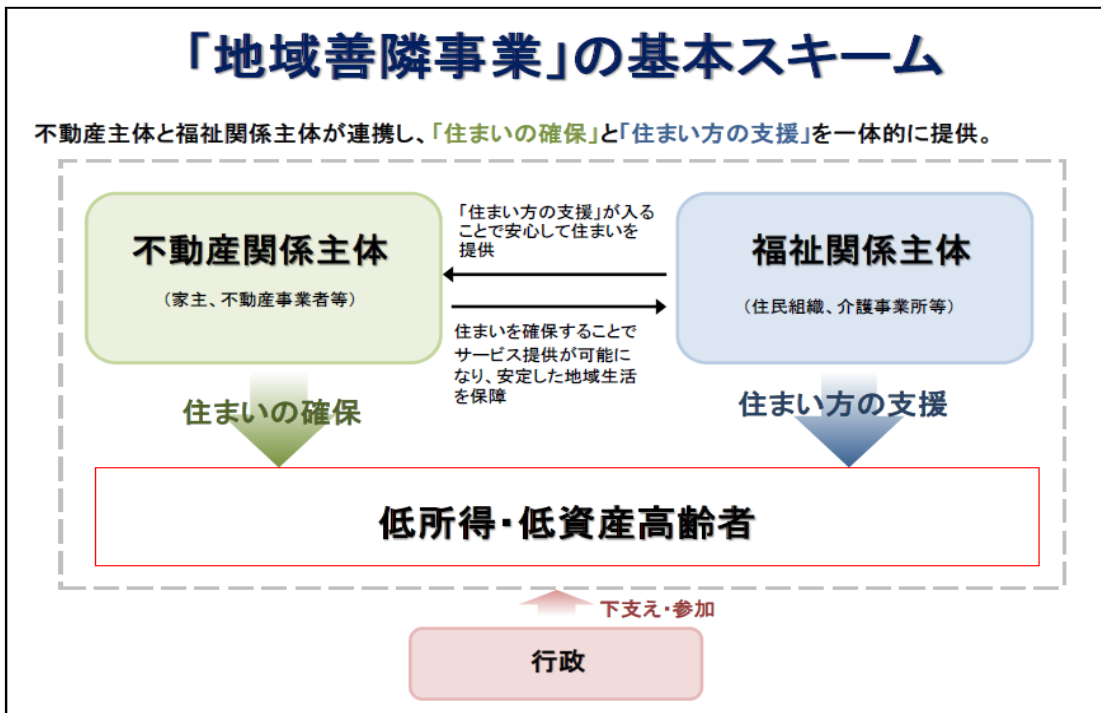 「地域善隣事業」の基本スキーム
不動産主体と福祉関係主体が連携し、「住まいの確保」と「住まい方の支援」を一体的に提供。
不動産関係主体
（家主、不動産事業者等）
「住まい方の支援」が入る
ことで安心して住まいを
提供
住まいを確保することで
サービス提供が可能に
なり、安定した地域生活
を保障
福祉関係主体
（住民組織、介護事業所等）
住まいの確保
住まい方の支援
低所得・低資産高齢者
下支え・参加
行政